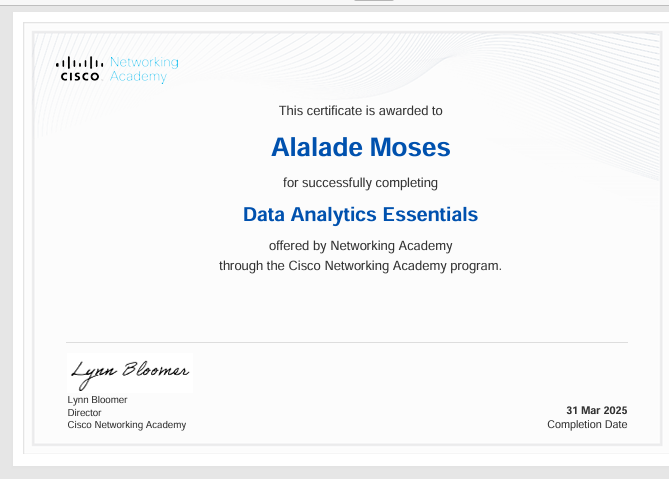 Networking
CISCO Academy
This certificate is awarded to
Alalade Moses
for successfully completing
Data Analytics Essentials
offered by Networking Academy
through the Cisco Networking Academy program.
Lynn Bloomer
Lynn Bloomer
Director
Cisco Networking Academy
31 Mar 2025
Completion Date